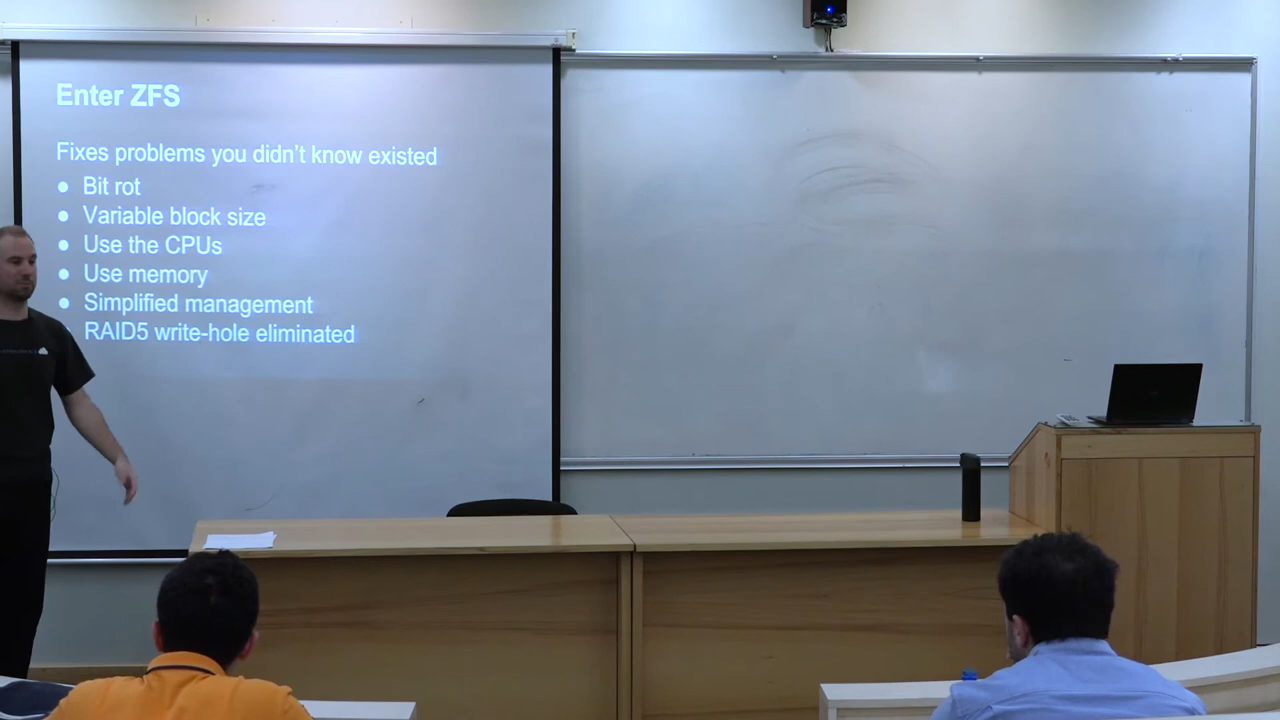 Enter ZFS
Fixes problems you didn't know existed
● Bit rot
● Variable block size
● Use the CPUs
● Use memory
● Simplified management
RAID5 write-hole eliminated